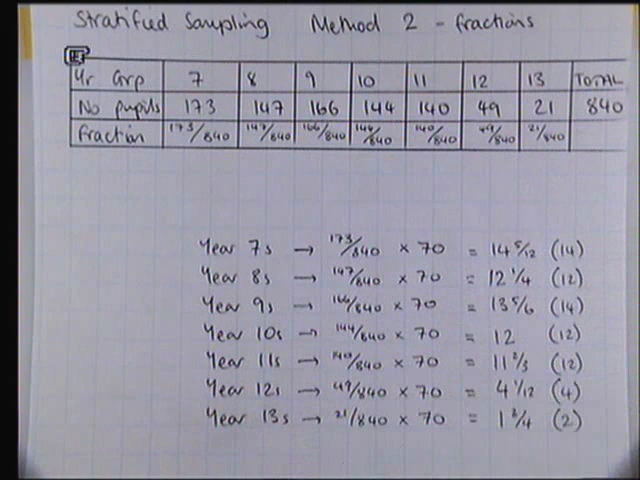 Stratified Sampling Method 2 - fractions
Yr Grp 7 8 9 10 11 12 13 TOTAL
No pupils 173 147 166 144 140 49 21 840
fraction 173/840 147/840 166/840 144/840 140/840 49/840 21/840
Year 7s → 173/840 × 70 = 14 5/12 (14)
Year 8s → 147/840 × 70 = 12 1/4 (12)
Year 9s → 166/840 × 70 = 13 5/6 (14)
Year 10s → 144/840 × 70 = 12 (12)
Year 11s → 140/840 × 70 = 11 2/3 (12)
Year 12s → 49/840 × 70 = 4 1/12 (4)
Year 13s → 21/840 × 70 = 1 3/4 (2)